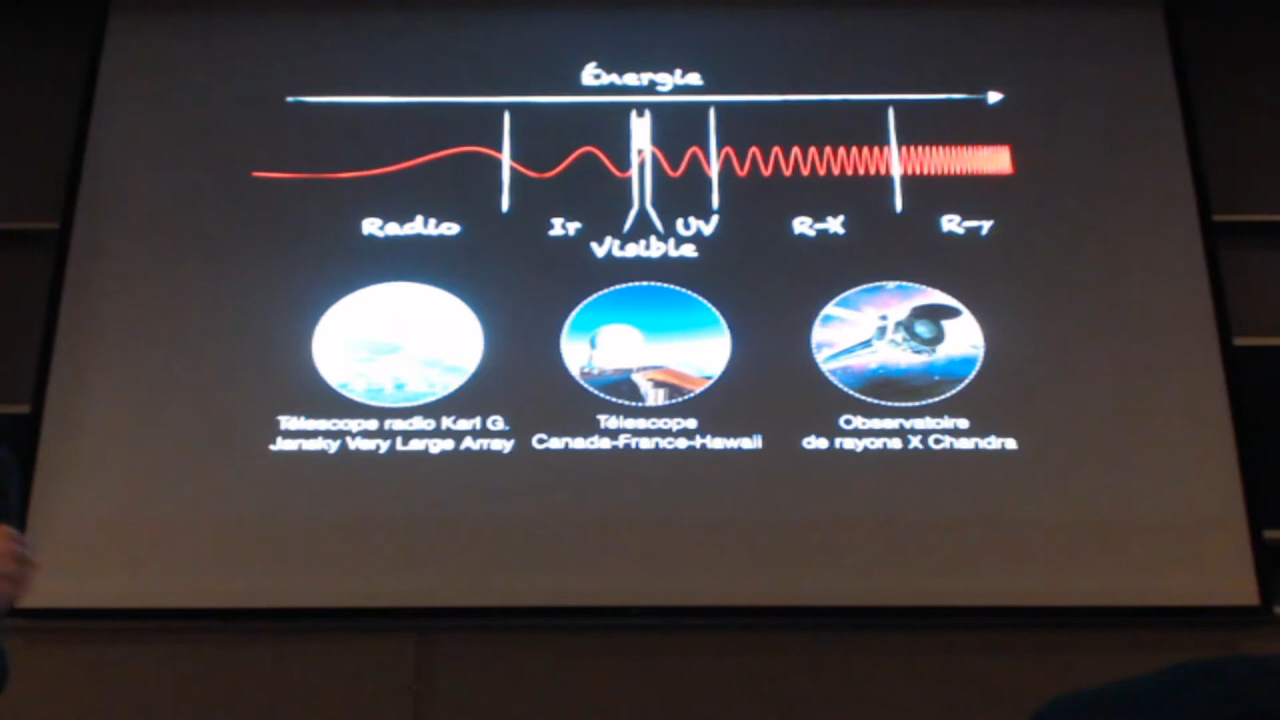 Énergie
Radio
Ir
UV
R-X
R-γ
Visible
Télescope radio Karl G.
Jansky Very Large Array
Télescope
Canada-France-Hawaii
Observatoire
de rayons X Chandra